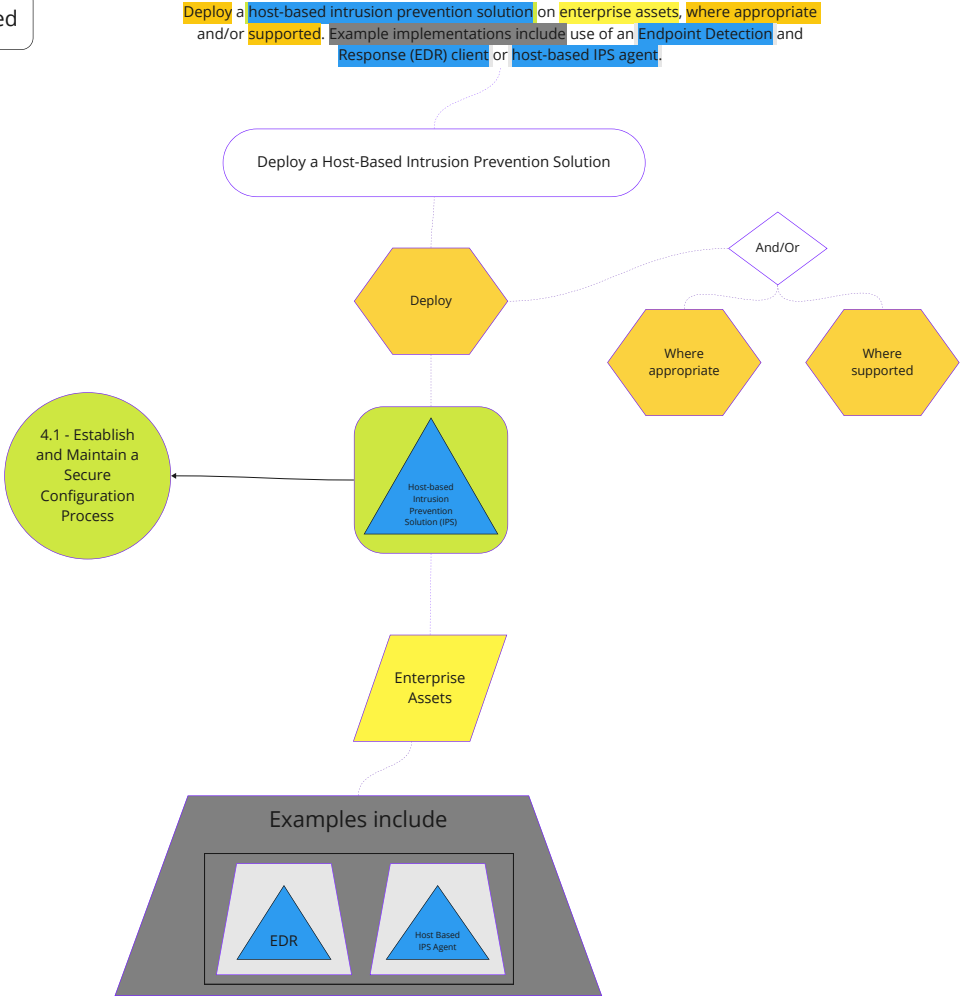 ed
Deploy a host-based intrusion prevention solution on enterprise assets, where appropriate
and/or supported. Example implementations include use of an Endpoint Detection and
Response (EDR) client or host-based IPS agent.
Deploy a Host-Based Intrusion Prevention Solution
And/Or
Deploy
Where
appropriate
Where
supported
4.1 - Establish
and Maintain a
Secure
Configuration
Process
Host-based
Intrusion
Prevention
Solution (IPS)
Enterprise
Assets
Examples include
EDR
Host Based
IPS Agent